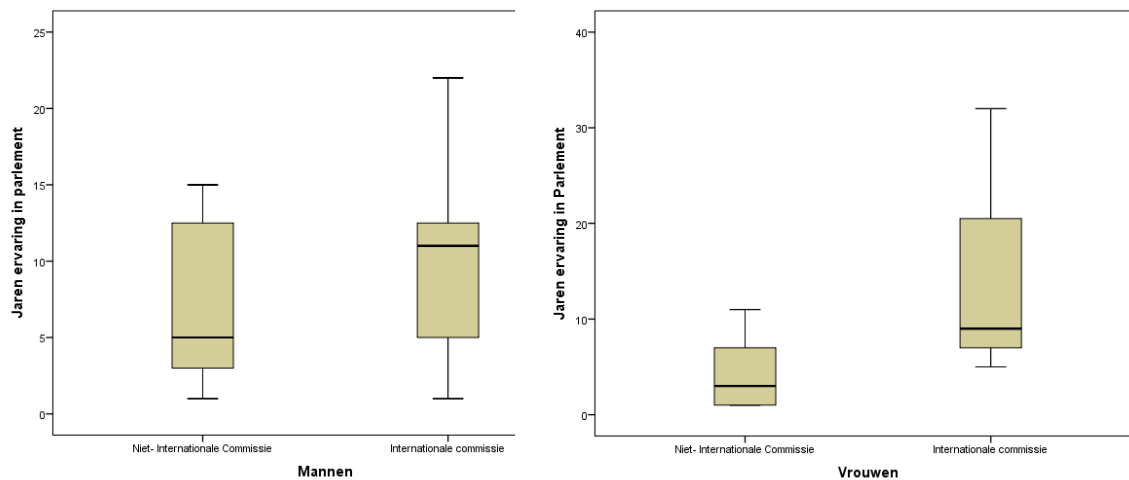 Jaren ervaring in parlement
25
20
15
10
5
0
Niet- Internationale Commissie
Internationale commissie
Mannen
Jaren ervaring in Parlement
40
30
20
10
0
Niet- Internationale Commissie
Internationale commissie
Vrouwen